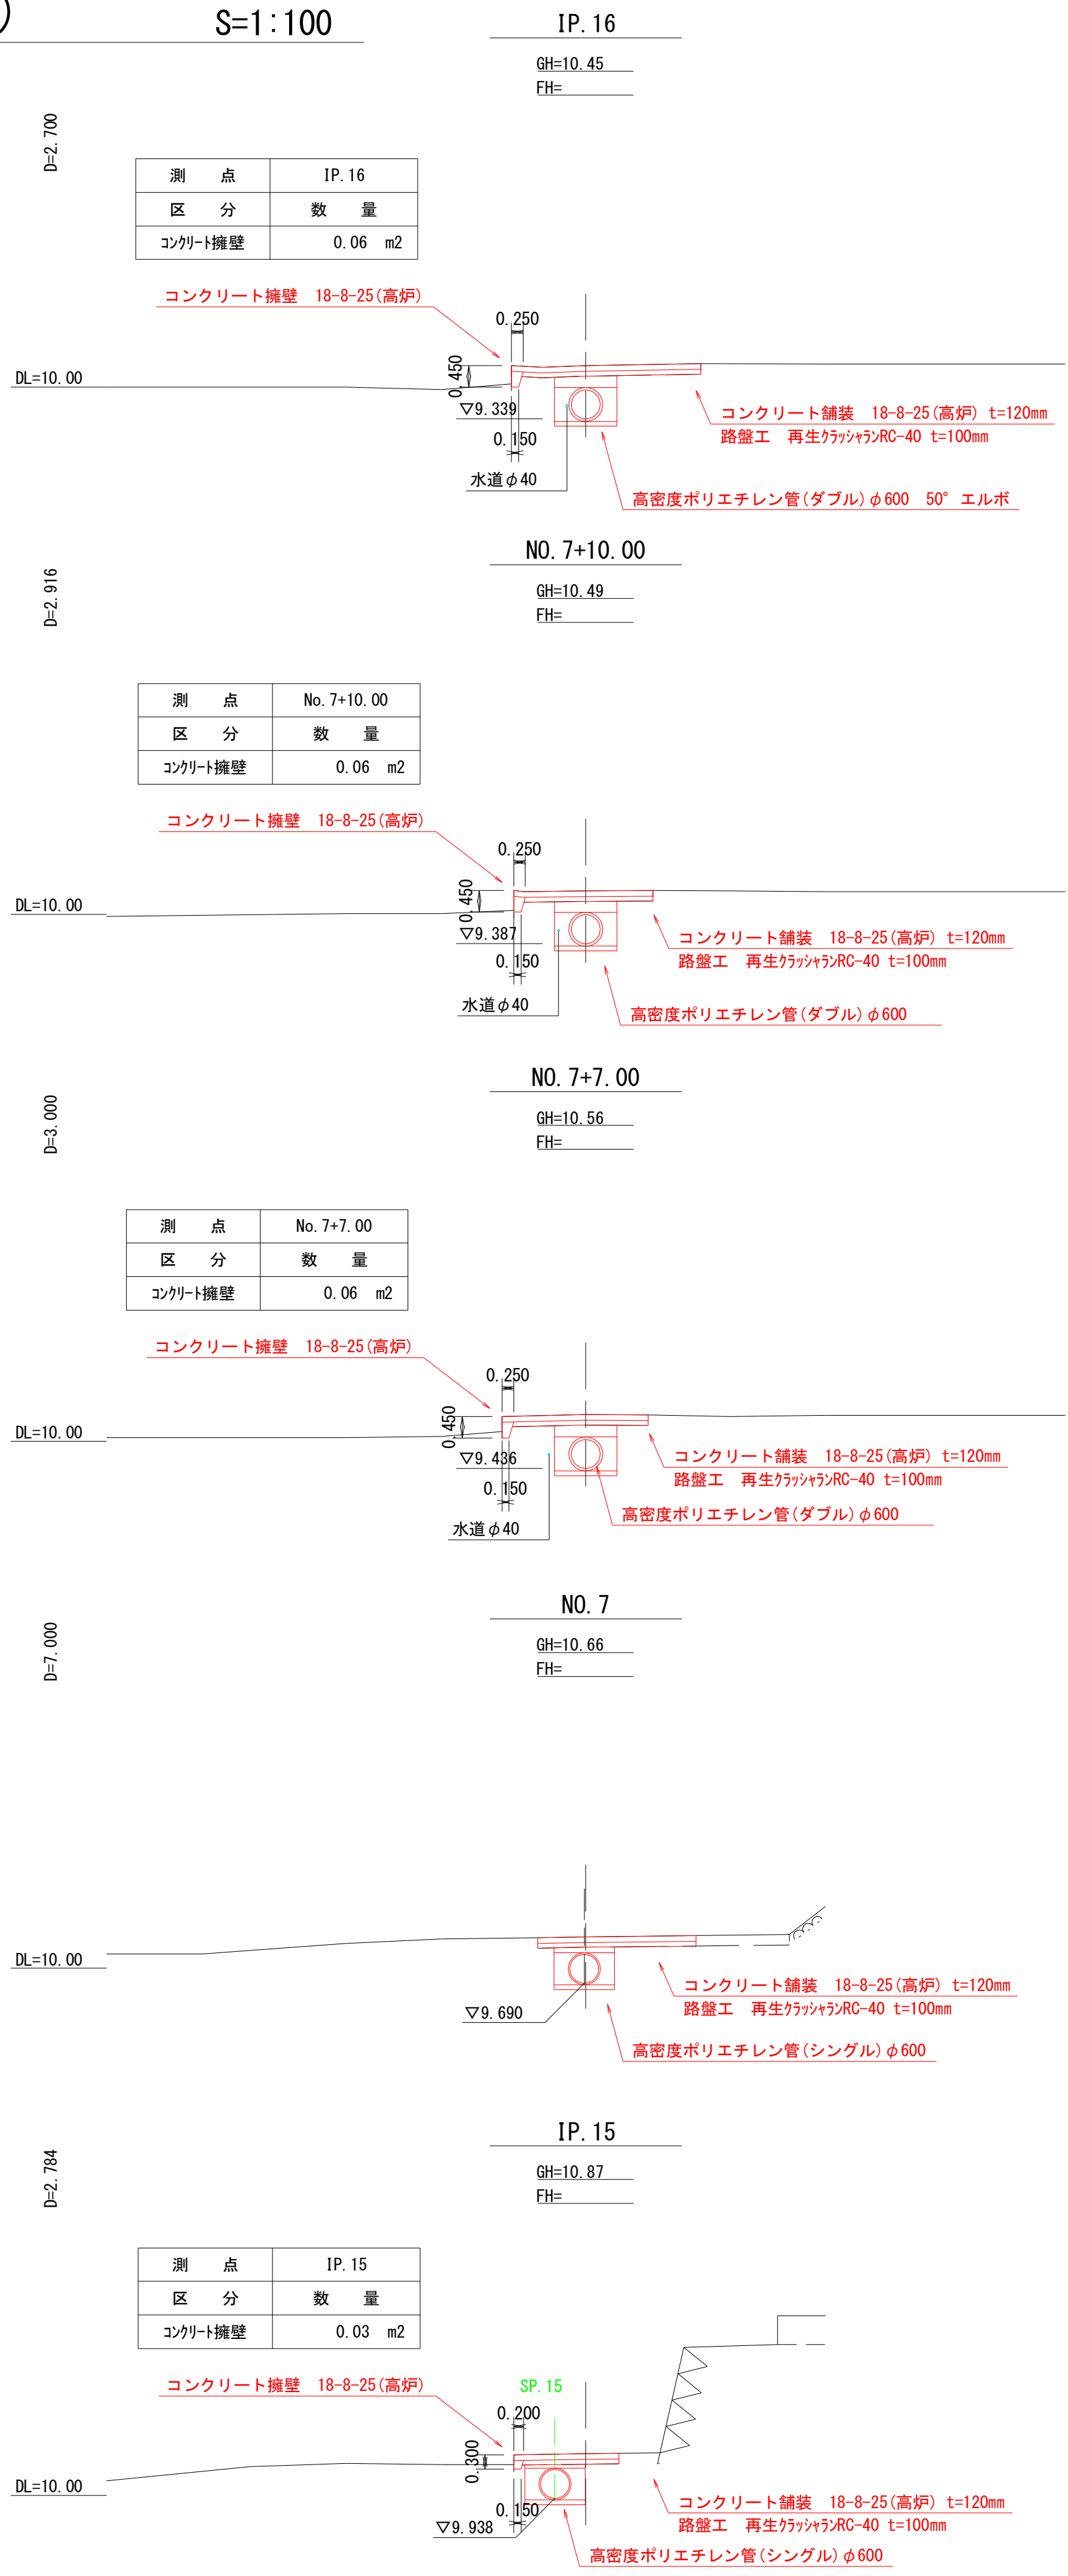 S=1:100
IP.16
GH=10.45
FH=
D=2.700
測　点 IP.16
区　分 数　量
コンクリート擁壁 0.06 m2
コンクリート擁壁　18-8-25(高炉)
0.250
0.450
DL=10.00
▽9.339
0.150
水道φ40
コンクリート舗装　18-8-25(高炉) t=120mm
路盤工　再生クラッシャランRC-40 t=100mm
高密度ポリエチレン管(ダブル)φ600　50°エルボ
NO.7+10.00
GH=10.49
FH=
D=2.916
測　点 No.7+10.00
区　分 数　量
コンクリート擁壁 0.06 m2
コンクリート擁壁　18-8-25(高炉)
0.250
0.450
DL=10.00
▽9.387
0.150
水道φ40
コンクリート舗装　18-8-25(高炉) t=120mm
路盤工　再生クラッシャランRC-40 t=100mm
高密度ポリエチレン管(ダブル)φ600
NO.7+7.00
GH=10.56
FH=
D=3.000
測　点 No.7+7.00
区　分 数　量
コンクリート擁壁 0.06 m2
コンクリート擁壁　18-8-25(高炉)
0.250
0.450
DL=10.00
▽9.436
0.150
水道φ40
コンクリート舗装　18-8-25(高炉) t=120mm
路盤工　再生クラッシャランRC-40 t=100mm
高密度ポリエチレン管(ダブル)φ600
NO.7
GH=10.66
FH=
D=7.000
DL=10.00
▽9.690
コンクリート舗装　18-8-25(高炉) t=120mm
路盤工　再生クラッシャランRC-40 t=100mm
高密度ポリエチレン管(シングル)φ600
IP.15
GH=10.87
FH=
D=2.784
測　点 IP.15
区　分 数　量
コンクリート擁壁 0.03 m2
コンクリート擁壁　18-8-25(高炉)
SP.15
0.200
0.300
DL=10.00
0.150
▽9.938
コンクリート舗装　18-8-25(高炉) t=120mm
路盤工　再生クラッシャランRC-40 t=100mm
高密度ポリエチレン管(シングル)φ600